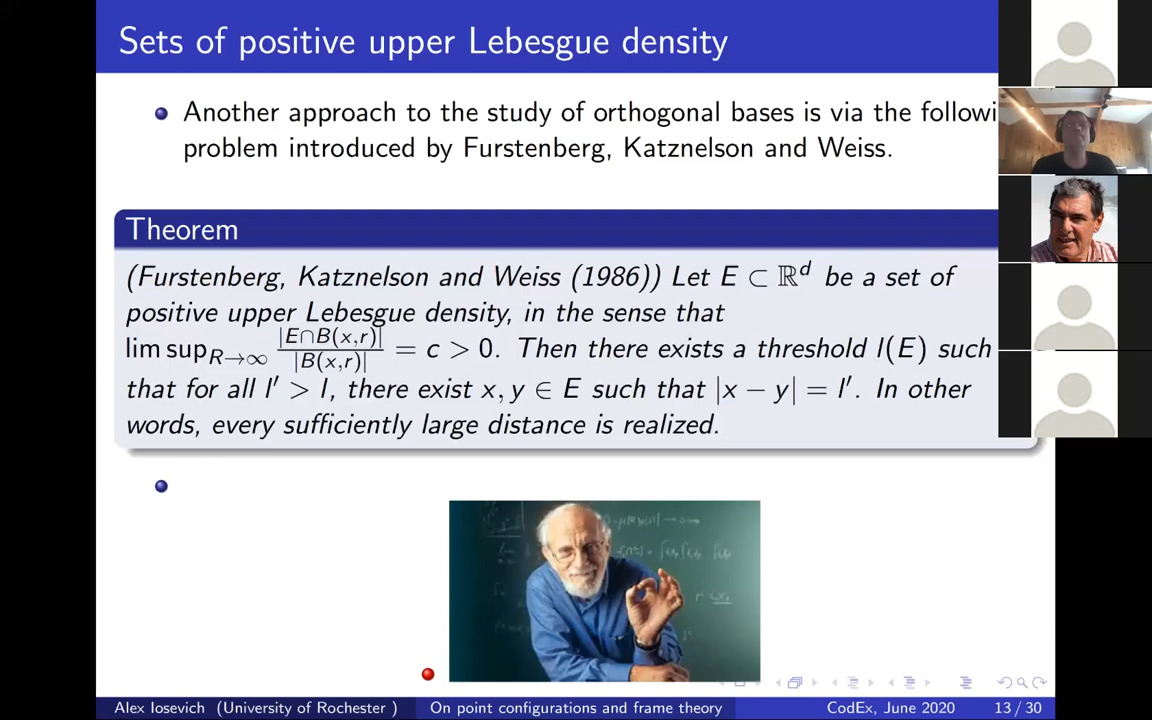 Sets of positive upper Lebesgue density
Another approach to the study of orthogonal bases is via the followi
problem introduced by Furstenberg, Katznelson and Weiss.
Theorem
(Furstenberg, Katznelson and Weiss (1986)) Let E ⊂ ℝ^d be a set of
positive upper Lebesgue density, in the sense that
lim sup_{R→∞} |E∩B(x,r)| / |B(x,r)| = c > 0. Then there exists a threshold l(E) such
that for all l' > l, there exist x, y ∈ E such that |x − y| = l'. In other
words, every sufficiently large distance is realized.
Alex Iosevich (University of Rochester ) On point configurations and frame theory CodEx, June 2020 13 / 30